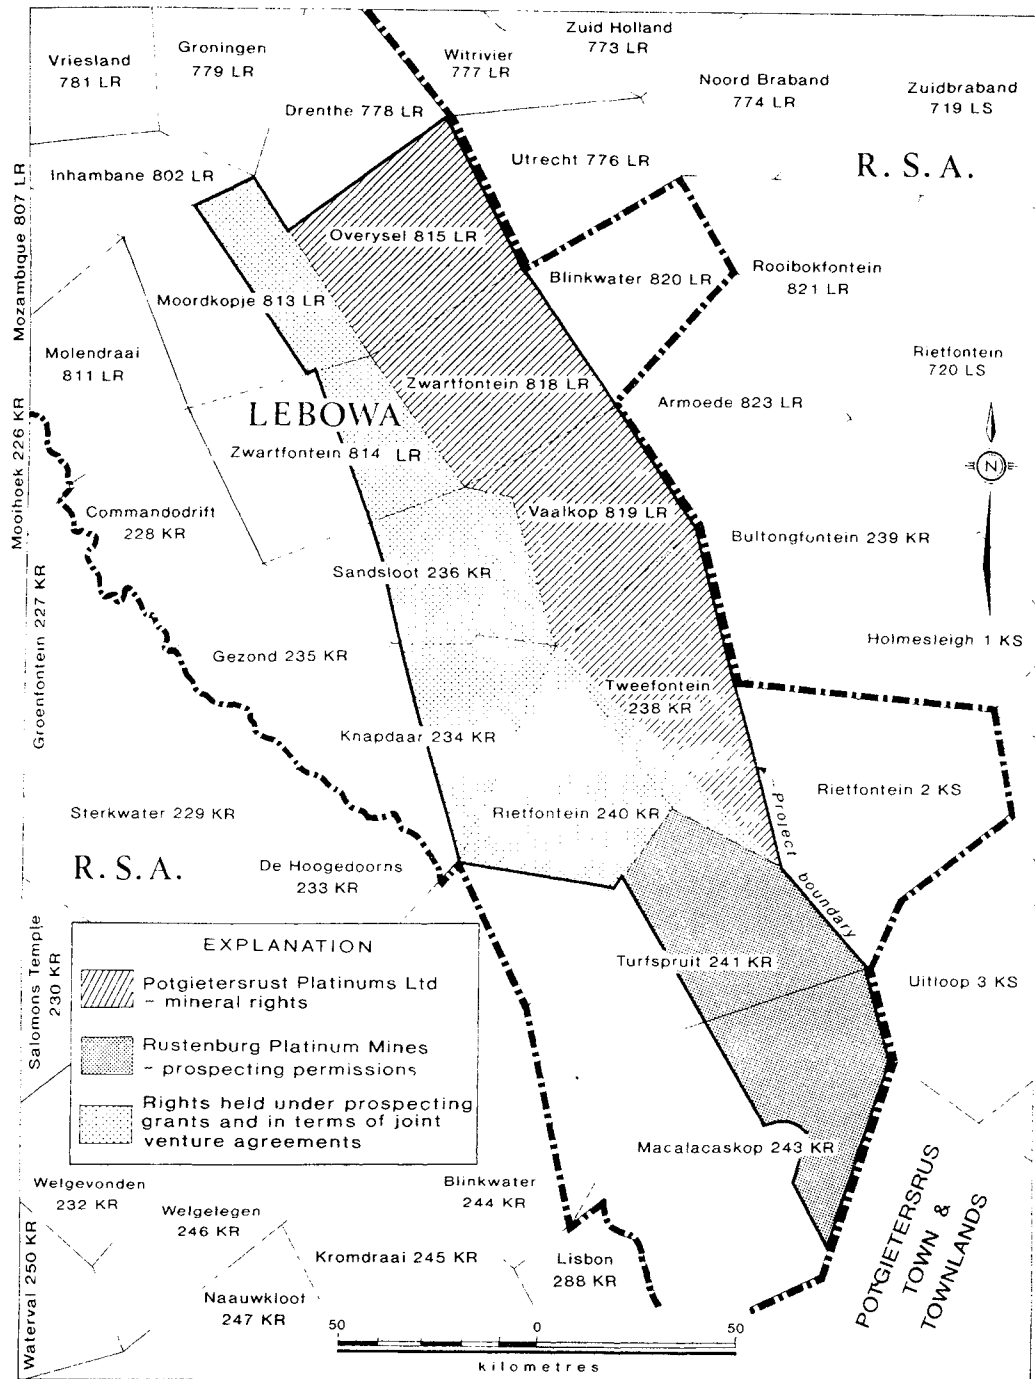 Zuid Holland
773 LR
Groningen
779 LR
Witrivier
777 LR
Vriesland
781 LR
Noord Braband
774 LR
Zuidbraband
719 LS
Drenthe 778 LR
Utrecht 776 LR
R. S. A.
Inhambane 802 LR
Mozambique 807 LR
Overysel 815 LR
Blinkwater 820 LR
Rooibokfontein
821 LR
Moordkopje 813 LR
Molendraai
811 LR
Rietfontein
720 LS
Zwartfontein 818 LR
Armoede 823 LR
LEBOWA
Zwartfontein 814 LR
N
Mooihoek 226 KR
Commandodrift
228 KR
Vaalkop 819 LR
Bultongfontein 239 KR
Sandsloot 236 KR
Groenfontein 227 KR
Gezond 235 KR
Holmesleigh 1 KS
Tweefontein
238 KR
Knapdaar 234 KR
Rietfontein 2 KS
Sterkwater 229 KR
Rietfontein 240 KR
Project boundary
R. S. A.
De Hoogedoorns
233 KR
Salomons Temple
230 KR
EXPLANATION
Potgietersrust Platinums Ltd
- mineral rights
Rustenburg Platinum Mines
- prospecting permissions
Rights held under prospecting
grants and in terms of joint
venture agreements
Turfspruit 241 KR
Uitloop 3 KS
Macalacaskop 243 KR
Welgevonden
232 KR
Welgelegen
246 KR
Blinkwater
244 KR
Kromdraai 245 KR
Lisbon
288 KR
Naauwkloof
247 KR
Waterval 250 KR
POTGIETERSRUS
TOWN &
TOWNLANDS
50 0 50
kilometres